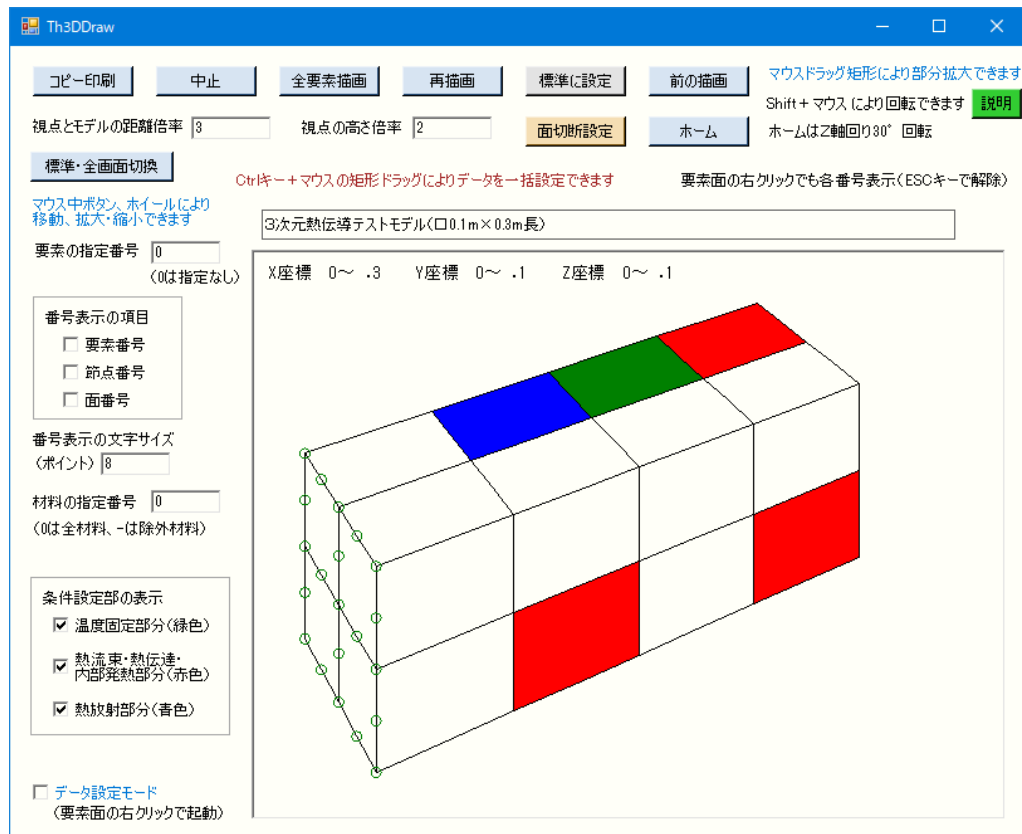 Th3DDraw
コピー印刷 中止 全要素描画 再描画 標準に設定 前の描画 マウスドラッグ矩形により部分拡大できます
Shift+マウスにより回転できます 説明
視点とモデルの距離倍率 3 視点の高さ倍率 2 面切断設定 ホーム ホームはZ軸回り30° 回転
標準・全画面切換
Ctrlキー+マウスの矩形ドラッグによりデータを一括設定できます 要素面の右クリックでも各番号表示(ESCキーで解除)
マウス中ボタン、ホイールにより
移動、拡大・縮小できます
3次元熱伝導テストモデル(口0.1m×0.3m長)
要素の指定番号 0
(0は指定なし)
X座標 0~ .3 Y座標 0~ .1 Z座標 0~ .1
番号表示の項目
要素番号
節点番号
面番号
番号表示の文字サイズ
(ポイント) 8
材料の指定番号 0
(0は全材料、-は除外材料)
条件設定部の表示
温度固定部分(緑色)
熱流束・熱伝達・
内部発熱部分(赤色)
熱放射部分(青色)
データ設定モード
(要素面の右クリックで起動)